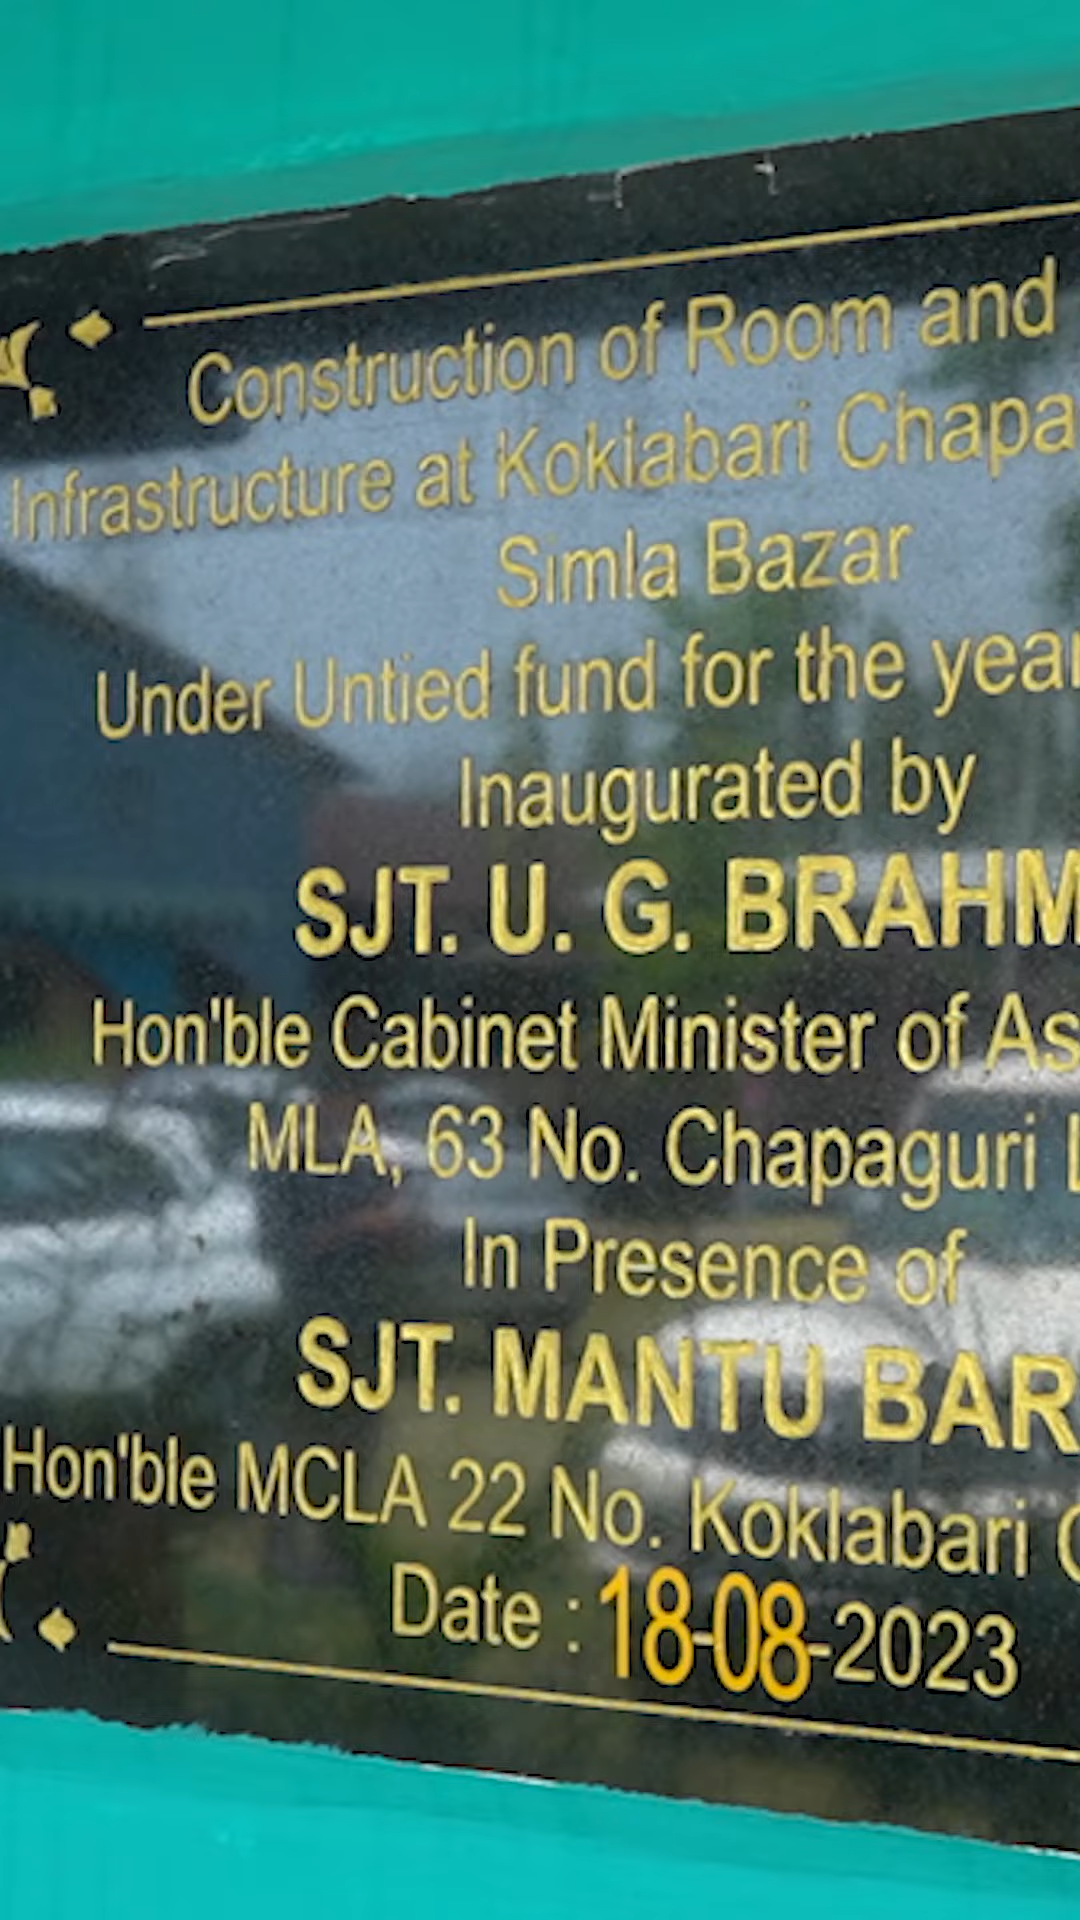 Construction of Room and
Infrastructure at Koklabari Chapa
Simla Bazar
Under Untied fund for the year
Inaugurated by
SJT. U. G. BRAHM
Hon'ble Cabinet Minister of As
MLA, 63 No. Chapaguri L
In Presence of
SJT. MANTU BAR
Hon'ble MCLA 22 No. Koklabari C
Date : 18-08-2023